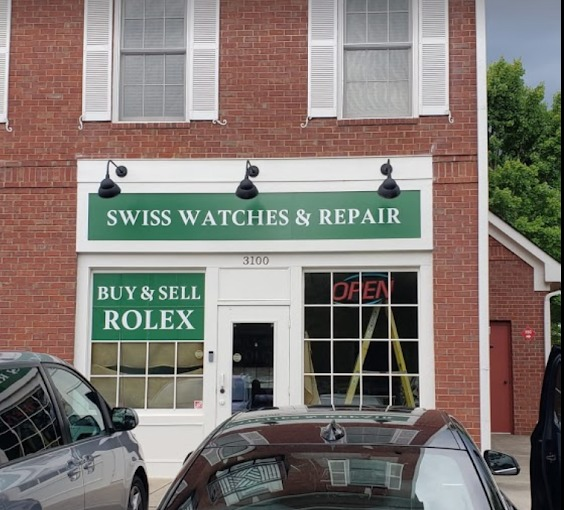 SWISS WATCHES & REPAIR
3100
BUY & SELL
ROLEX
OPEN